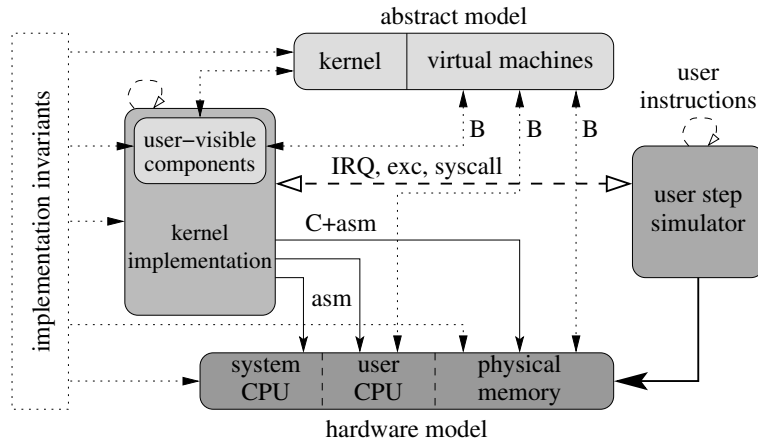 abstract model
kernel
virtual machines
implementation invariants
user
instructions
user−visible
components
B
B
B
IRQ, exc, syscall
user step
simulator
kernel
implementation
C+asm
asm
system
CPU
user
CPU
physical
memory
hardware model